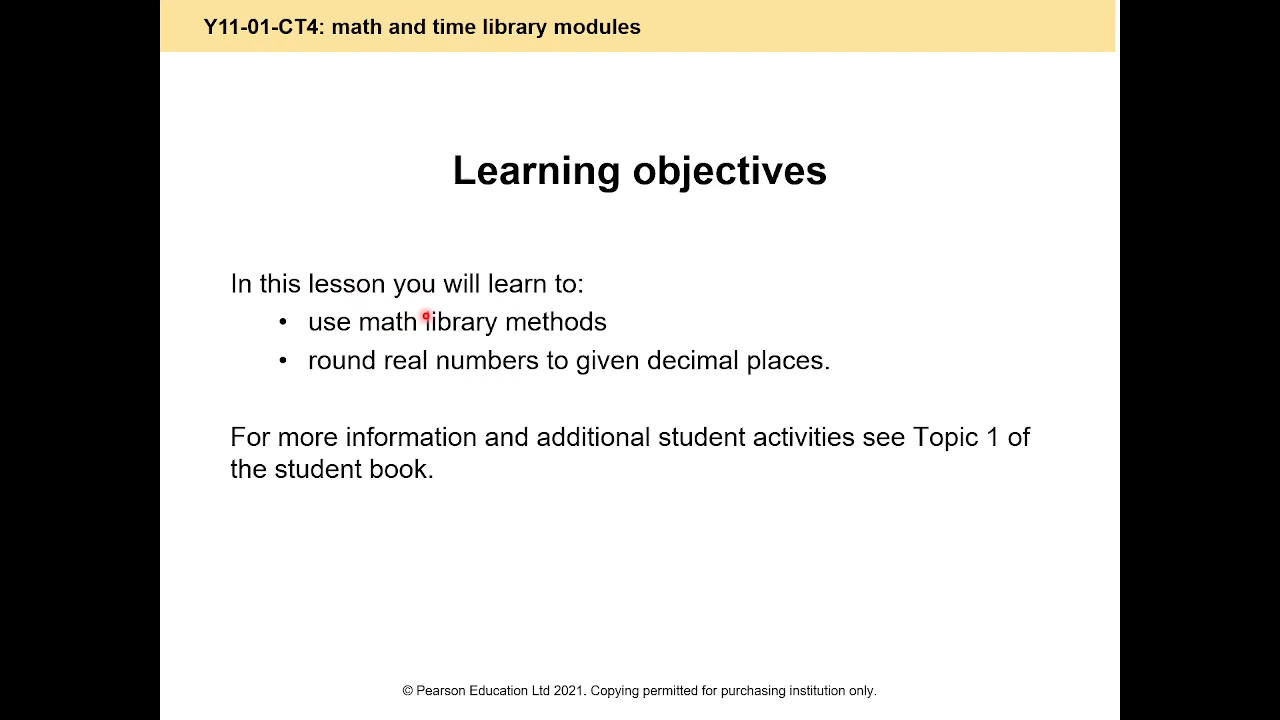 Y11-01-CT4: math and time library modules
Learning objectives
In this lesson you will learn to:
• use math library methods
• round real numbers to given decimal places.
For more information and additional student activities see Topic 1 of
the student book.
© Pearson Education Ltd 2021. Copying permitted for purchasing institution only.